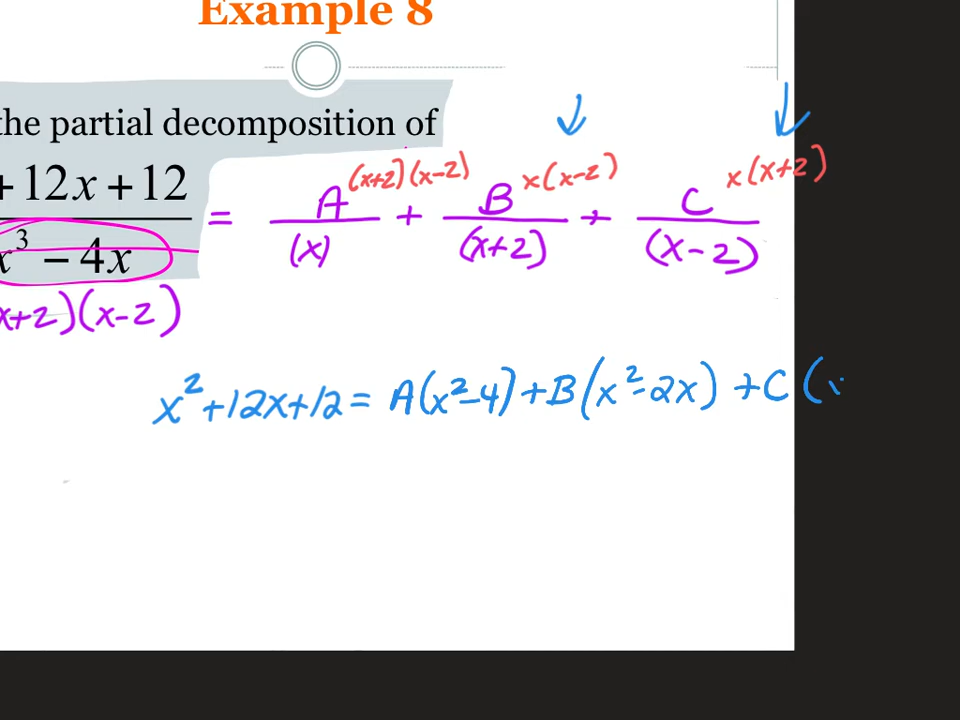 Example 8
the partial decomposition of
+ 12x + 12 = A (x+2)(x-2) + B x(x-2) + C x(x+2)
x³ − 4x (x) (x+2) (x-2)
x+2)(x-2)
x²+12x+12 = A(x²-4)+B(x²-2x)+C(